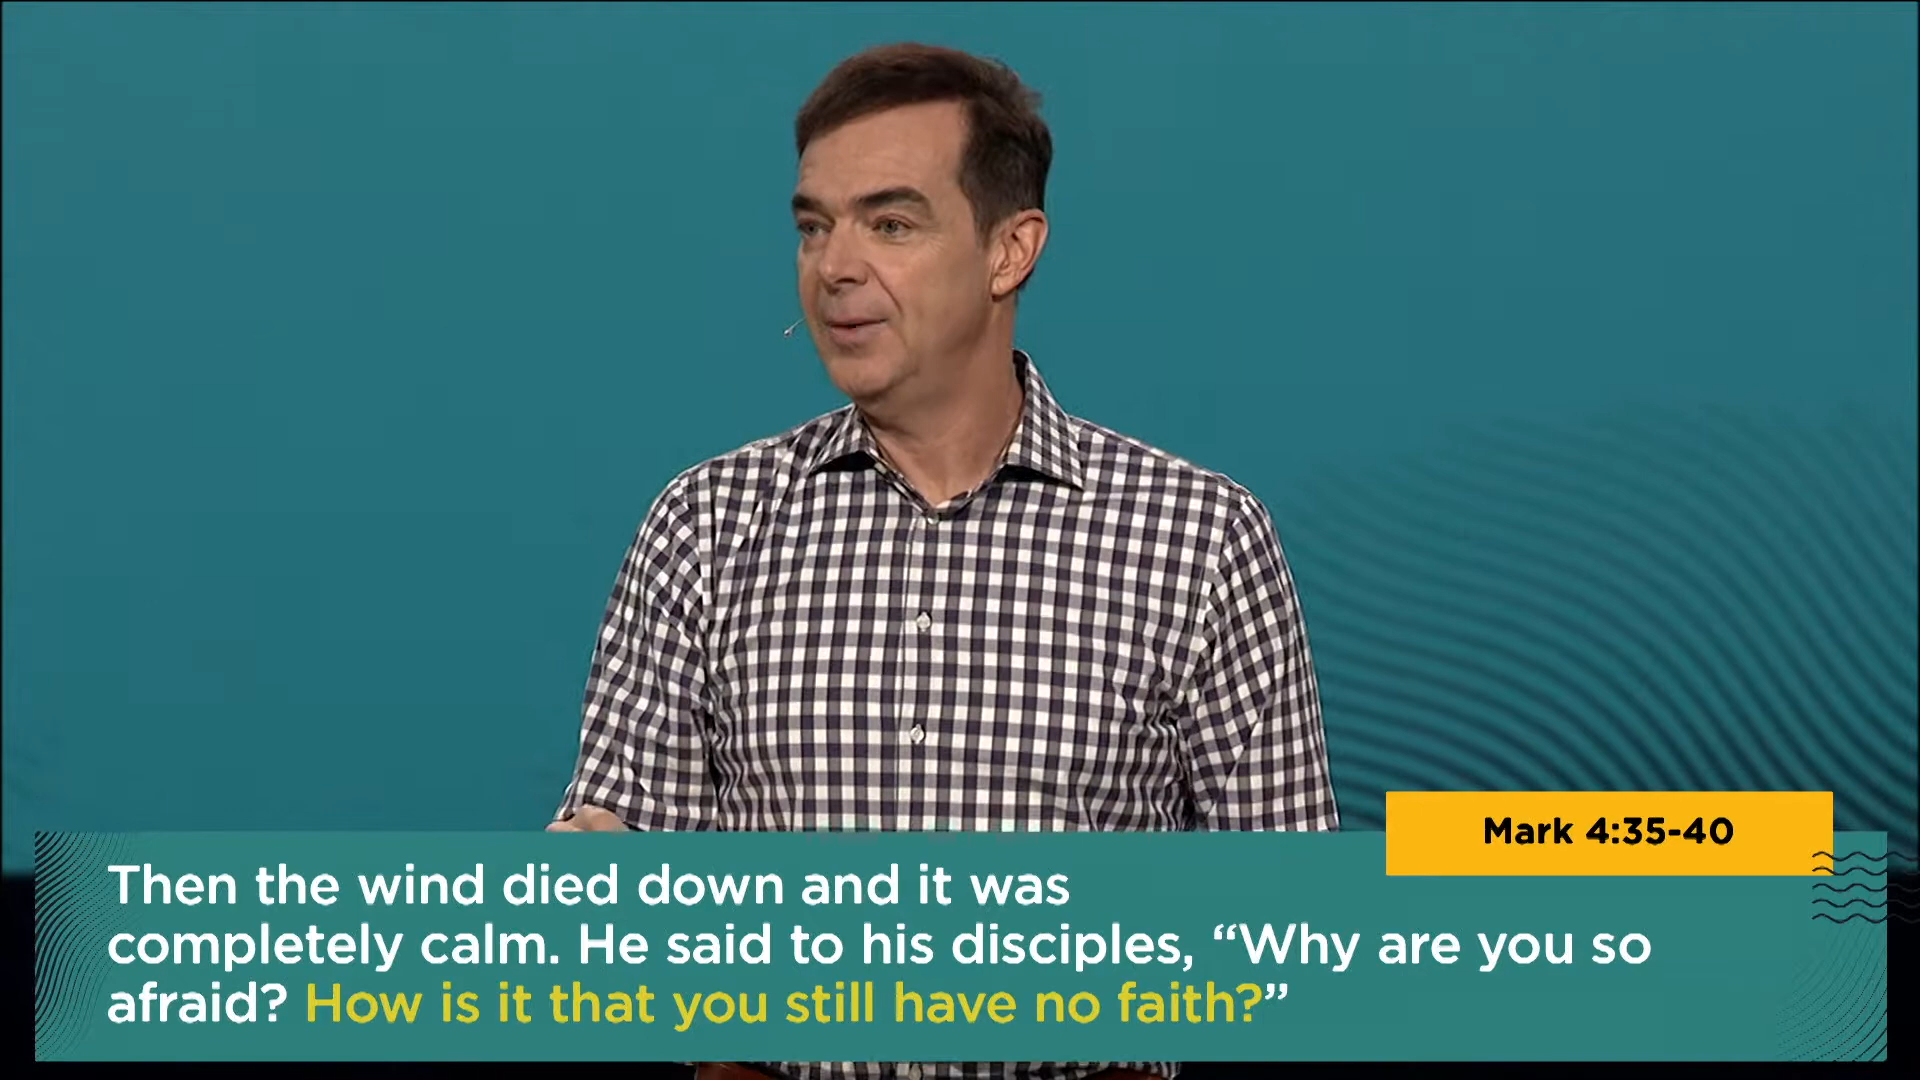 Mark 4:35-40
Then the wind died down and it was
completely calm. He said to his disciples, “Why are you so
afraid? How is it that you still have no faith?”